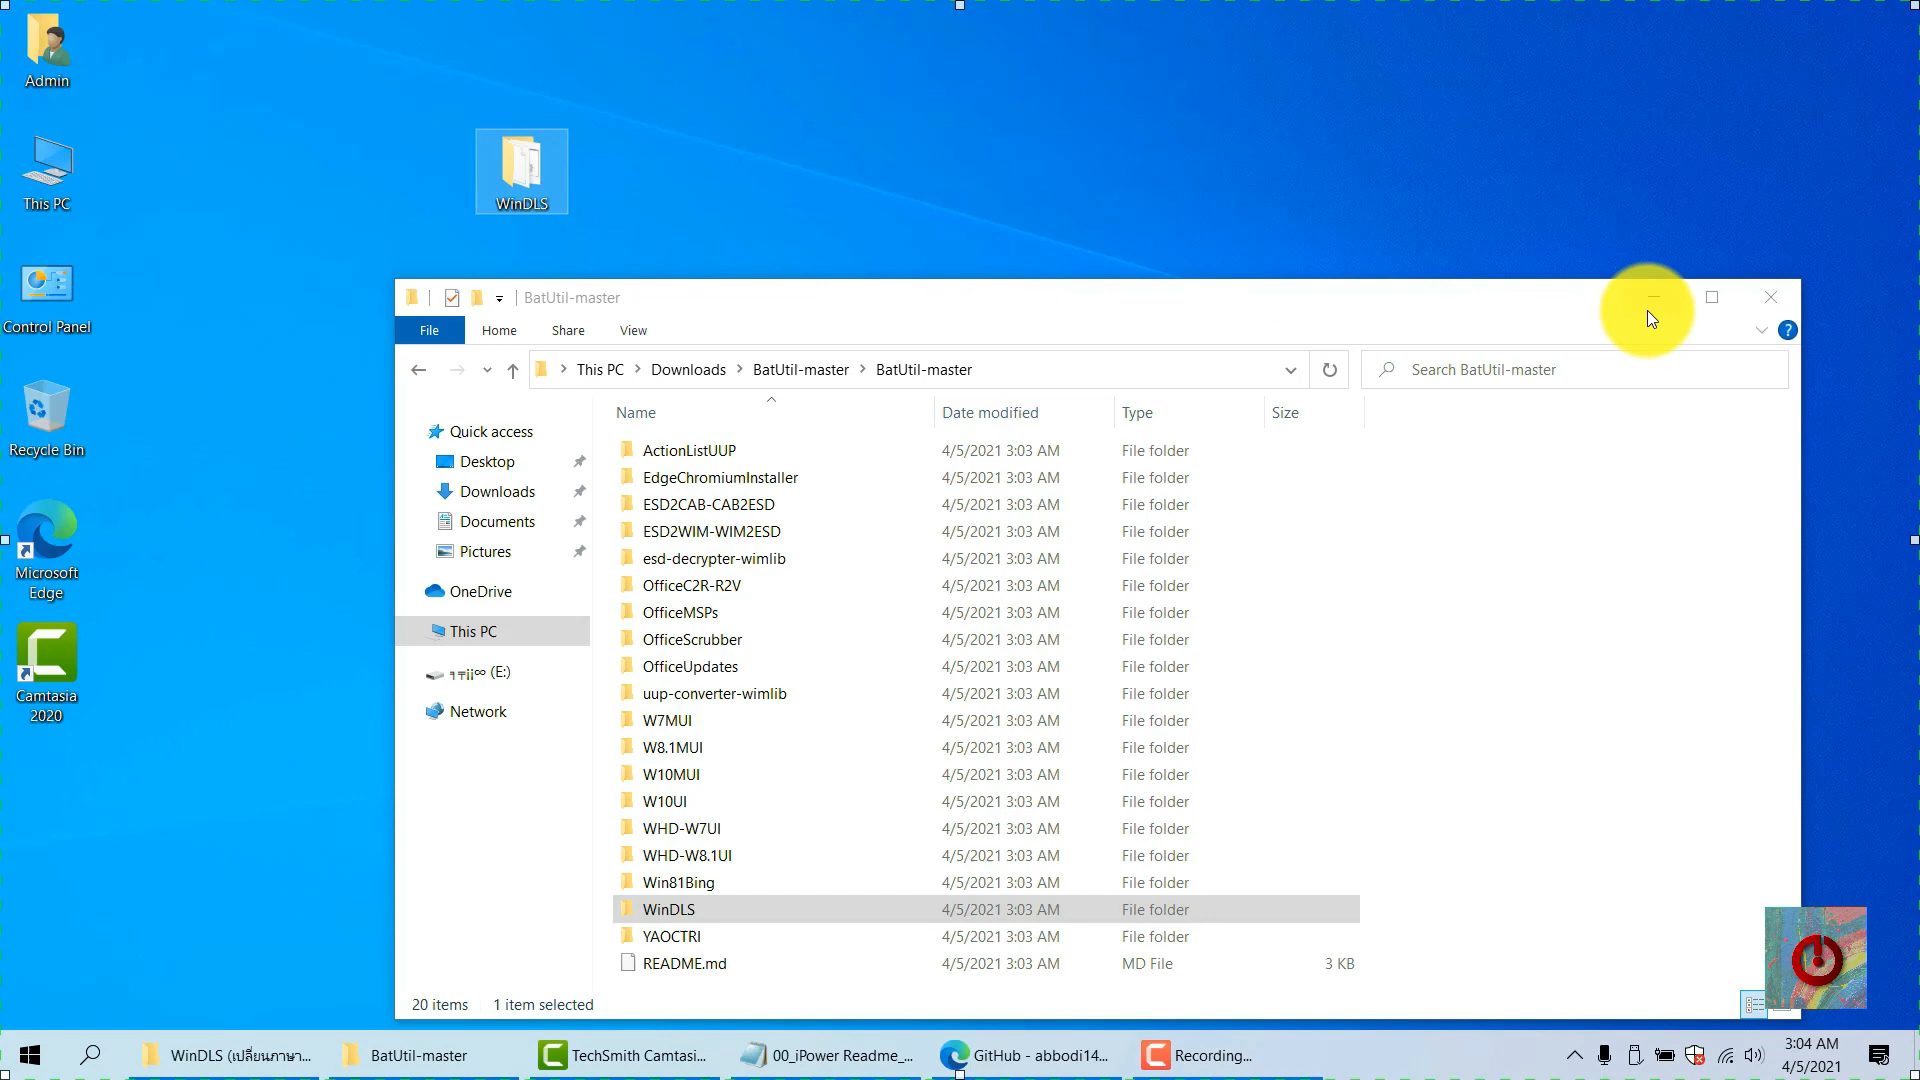 Admin
This PC
Control Panel
Recycle Bin
Microsoft
Edge
Camtasia
2020
WinDLS
BatUtil-master
File Home Share View
This PC > Downloads > BatUtil-master > BatUtil-master
Search BatUtil-master
Name Date modified Type Size
Quick access
Desktop
Downloads
Documents
Pictures
OneDrive
This PC
(E:)
Network
ActionListUUP 4/5/2021 3:03 AM File folder
EdgeChromiumInstaller 4/5/2021 3:03 AM File folder
ESD2CAB-CAB2ESD 4/5/2021 3:03 AM File folder
ESD2WIM-WIM2ESD 4/5/2021 3:03 AM File folder
esd-decrypter-wimlib 4/5/2021 3:03 AM File folder
OfficeC2R-R2V 4/5/2021 3:03 AM File folder
OfficeMSPs 4/5/2021 3:03 AM File folder
OfficeScrubber 4/5/2021 3:03 AM File folder
OfficeUpdates 4/5/2021 3:03 AM File folder
uup-converter-wimlib 4/5/2021 3:03 AM File folder
W7MUI 4/5/2021 3:03 AM File folder
W8.1MUI 4/5/2021 3:03 AM File folder
W10MUI 4/5/2021 3:03 AM File folder
W10UI 4/5/2021 3:03 AM File folder
WHD-W7UI 4/5/2021 3:03 AM File folder
WHD-W8.1UI 4/5/2021 3:03 AM File folder
Win81Bing 4/5/2021 3:03 AM File folder
WinDLS 4/5/2021 3:03 AM File folder
YAOCTRI 4/5/2021 3:03 AM File folder
README.md 4/5/2021 3:03 AM MD File 3 KB
20 items 1 item selected
WinDLS (เปลี่ยนภาษา... BatUtil-master TechSmith Camtasi... 00_iPower Readme_... GitHub - abbodi14... Recording...
3:04 AM
4/5/2021